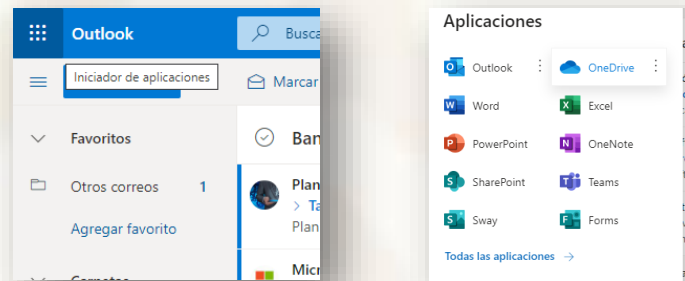 Outlook
Busca
Iniciador de aplicaciones
Marcar
Favoritos
Ban
Otros correos 1
Plan
> Ta
Agregar favorito
Plan
Micr
Aplicaciones
Outlook
OneDrive
Word
Excel
PowerPoint
OneNote
SharePoint
Teams
Sway
Forms
Todas las aplicaciones →